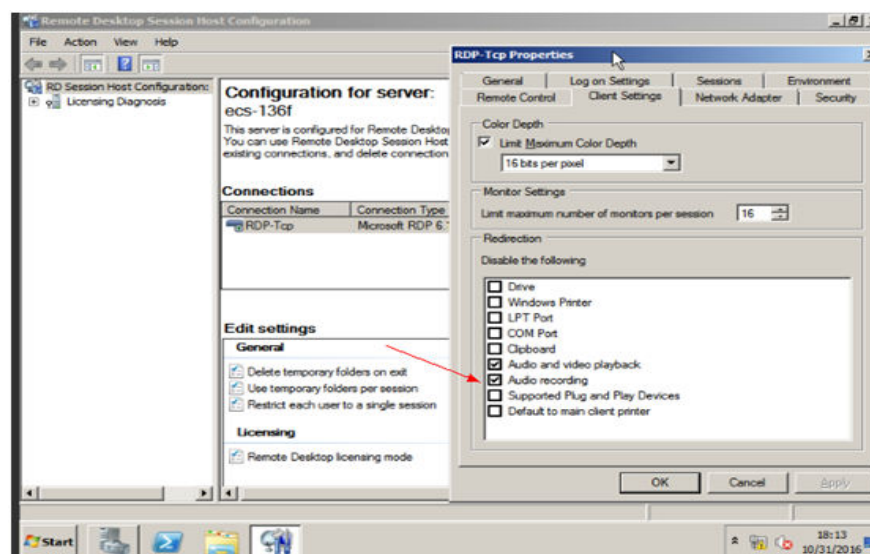 Remote Desktop Session Host Configuration
File Action View Help
RD Session Host Configuration:
Licensing Diagnosis
Configuration for server:
ecs-136f
This server is configured for Remote Desktop
You can use Remote Desktop Session Host
existing connections, and delete connection
Connections
Connection Name Connection Type
RDP-Tcp Microsoft RDP 6.
Edit settings
General
Delete temporary folders on exit
Use temporary folders per session
Restrict each user to a single session
Licensing
Remote Desktop licensing mode
RDP-Tcp Properties
General Log on Settings Sessions Environment
Remote Control Client Settings Network Adapter Security
Color Depth
Limit Maximum Color Depth
16 bits per pixel
Monitor Settings
Limit maximum number of monitors per session 16
Redirection
Disable the following
Drive
Windows Printer
LPT Port
COM Port
Clipboard
Audio and video playback
Audio recording
Supported Plug and Play Devices
Default to main client printer
OK Cancel Apply
Start
18:13
10/31/2016